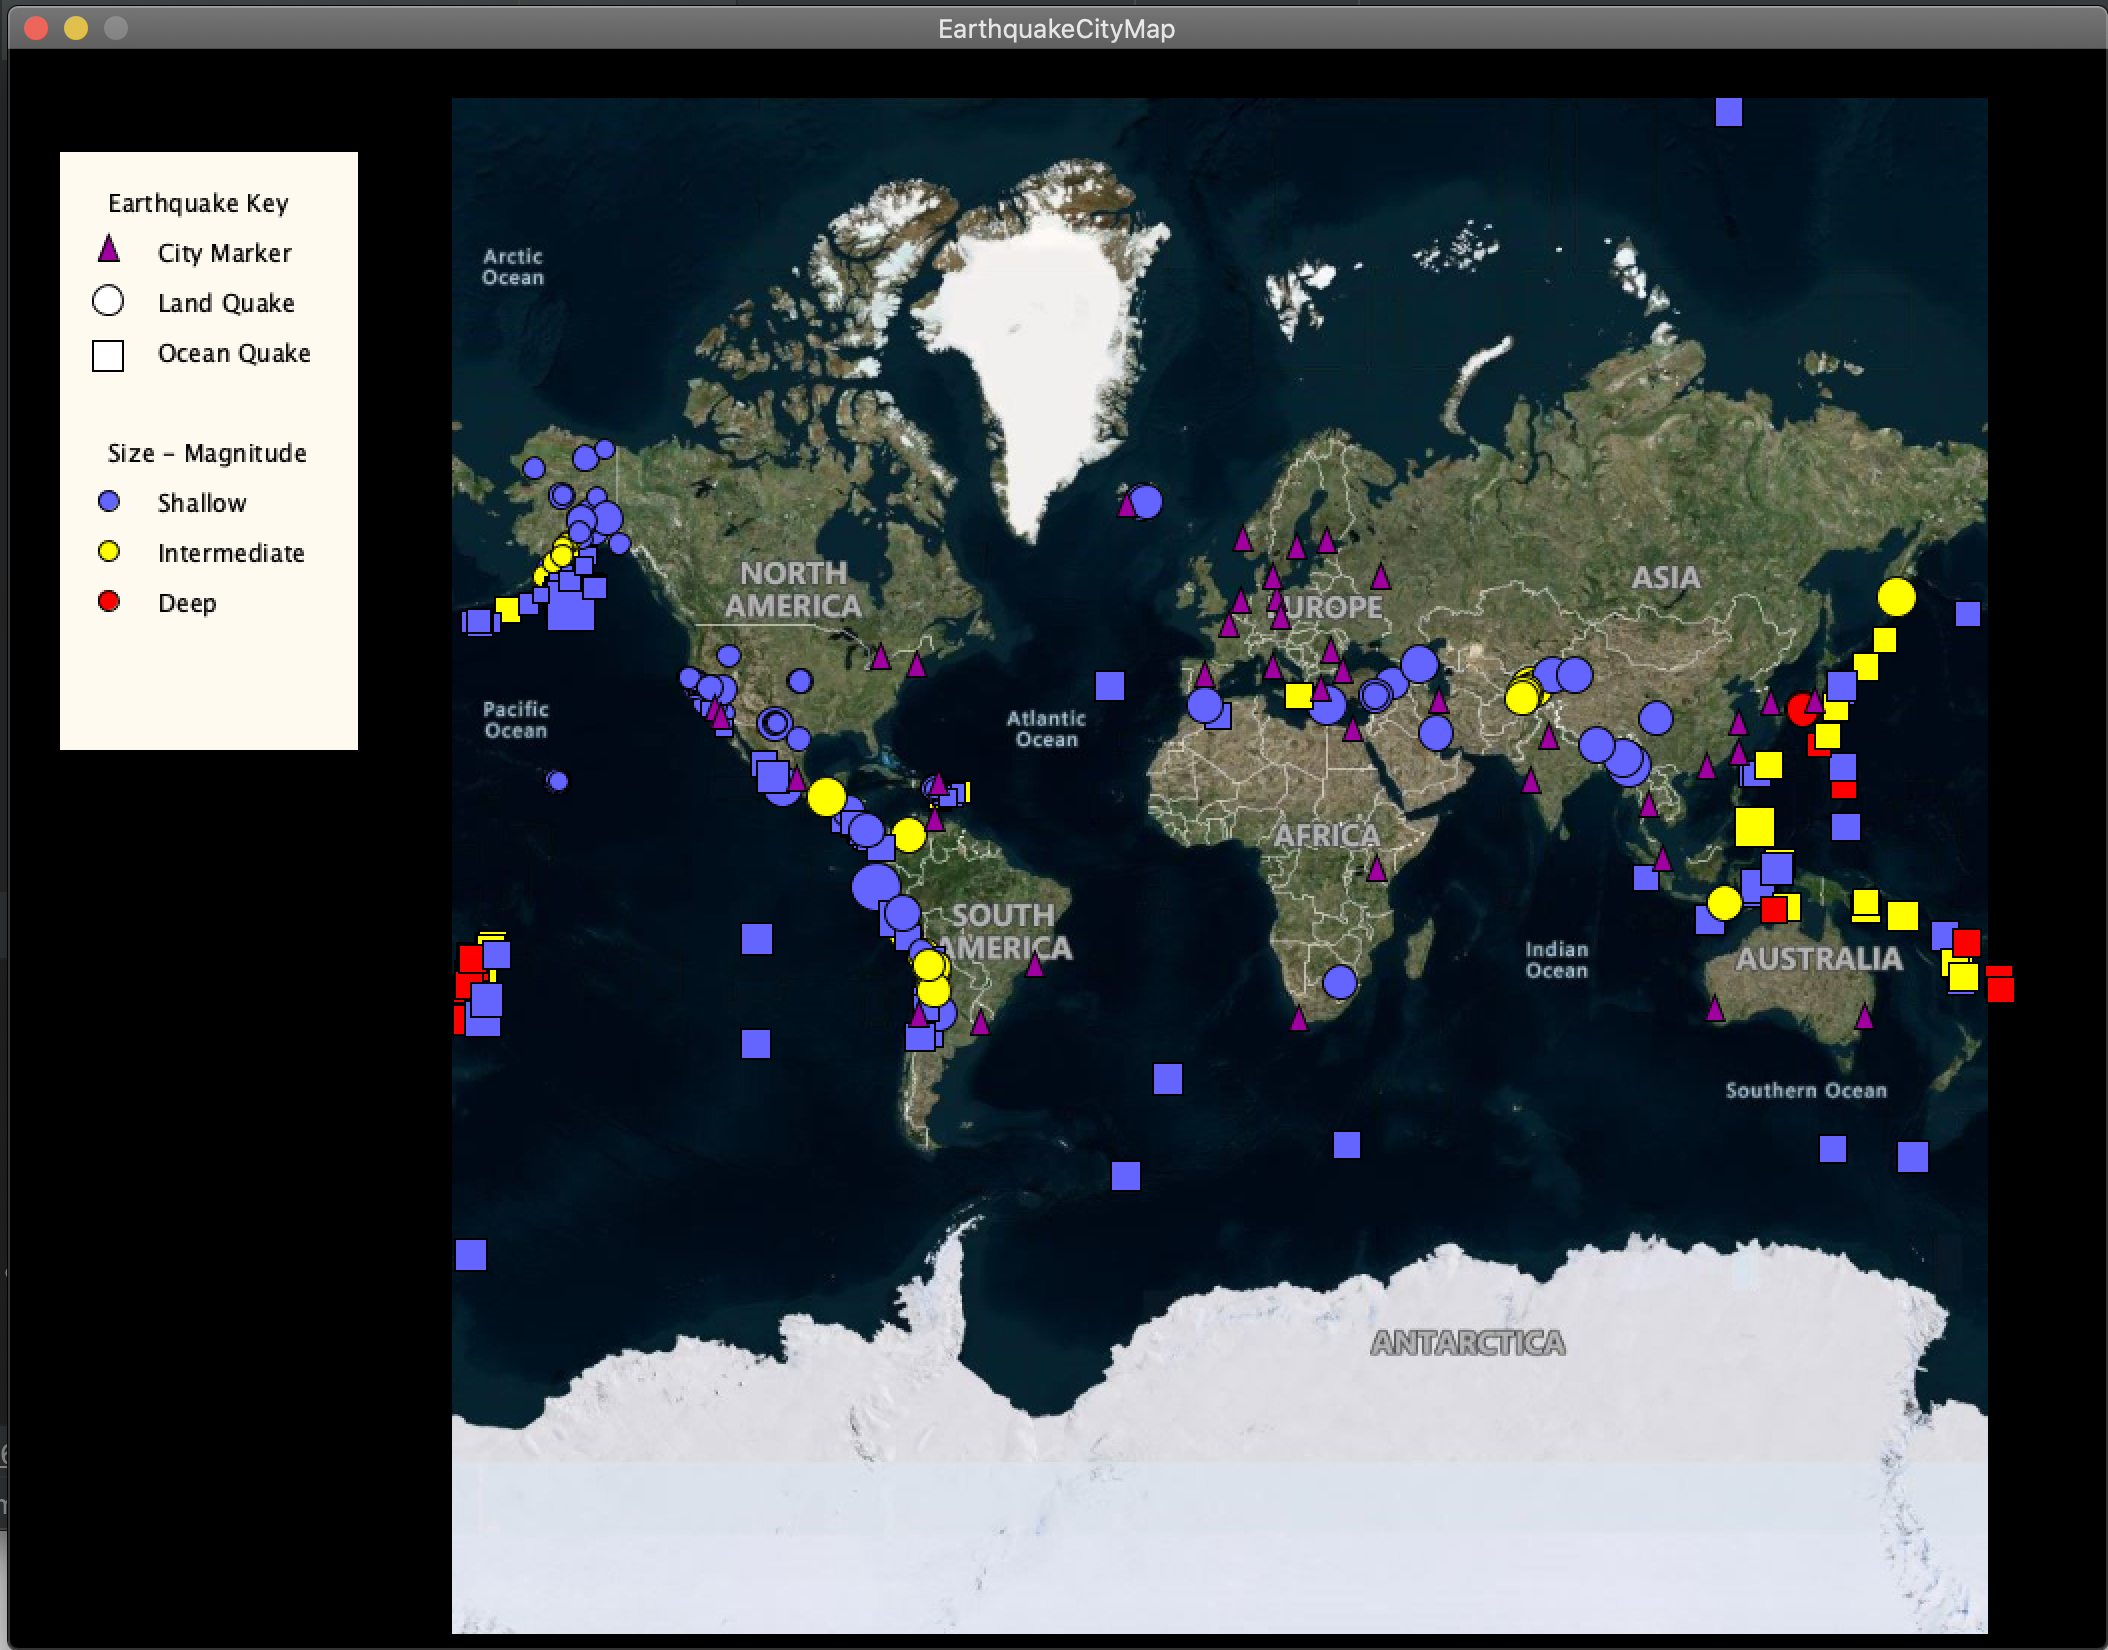 EarthquakeCityMap
Earthquake Key
City Marker
Land Quake
Ocean Quake
Size - Magnitude
Shallow
Intermediate
Deep
Arctic
Ocean
NORTH
AMERICA
ASIA
UROPE
Pacific
Ocean
Atlantic
Ocean
AFRICA
SOUTH
AMERICA
Indian
Ocean
AUSTRALIA
Southern Ocean
ANTARCTICA